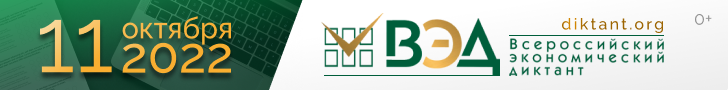 11 октября
2022
ВЭД
diktant.org
Всероссийский
экономический
диктант
0+